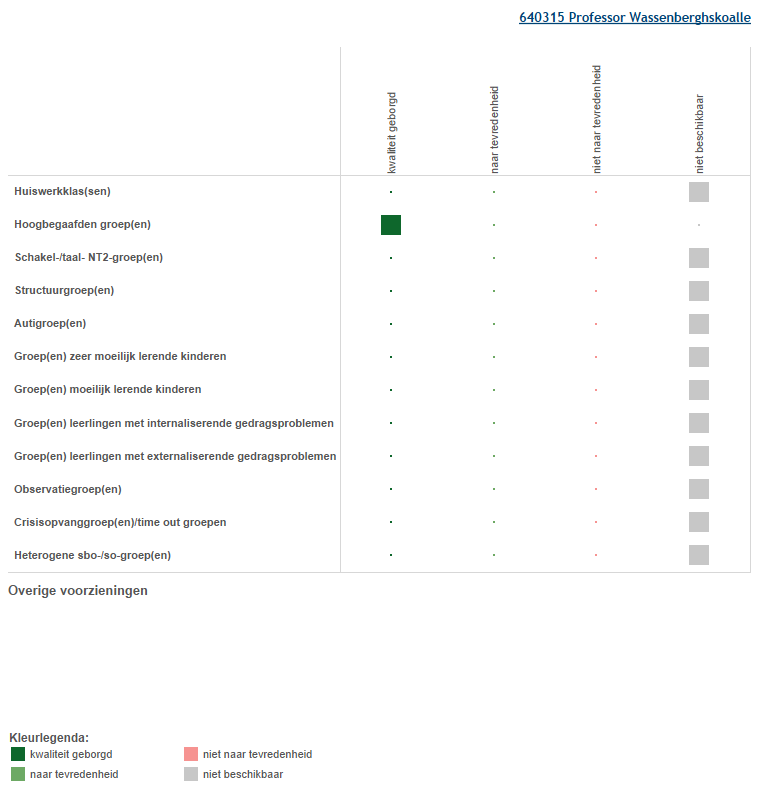 640315 Professor Wassenberghskoalle
kwaliteit geborgd
naar tevredenheid
niet naar tevredenheid
niet beschikbaar
Huiswerkklas(sen)
Hoogbegaafden groep(en)
Schakel-/taal- NT2-groep(en)
Structuurgroep(en)
Autigroep(en)
Groep(en) zeer moeilijk lerende kinderen
Groep(en) moeilijk lerende kinderen
Groep(en) leerlingen met internaliserende gedragsproblemen
Groep(en) leerlingen met externaliserende gedragsproblemen
Observatiegroep(en)
Crisisopvanggroep(en)/time out groepen
Heterogene sbo-/so-groep(en)
Overige voorzieningen
Kleurlegenda:
kwaliteit geborgd
niet naar tevredenheid
naar tevredenheid
niet beschikbaar